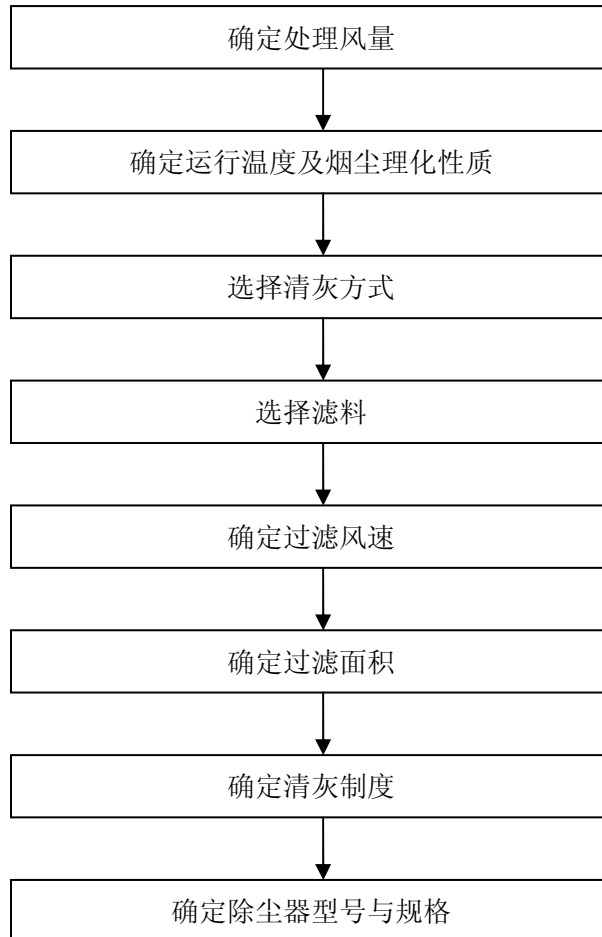 确定处理风量
确定运行温度及烟尘理化性质
选择清灰方式
选择滤料
确定过滤风速
确定过滤面积
确定清灰制度
确定除尘器型号与规格